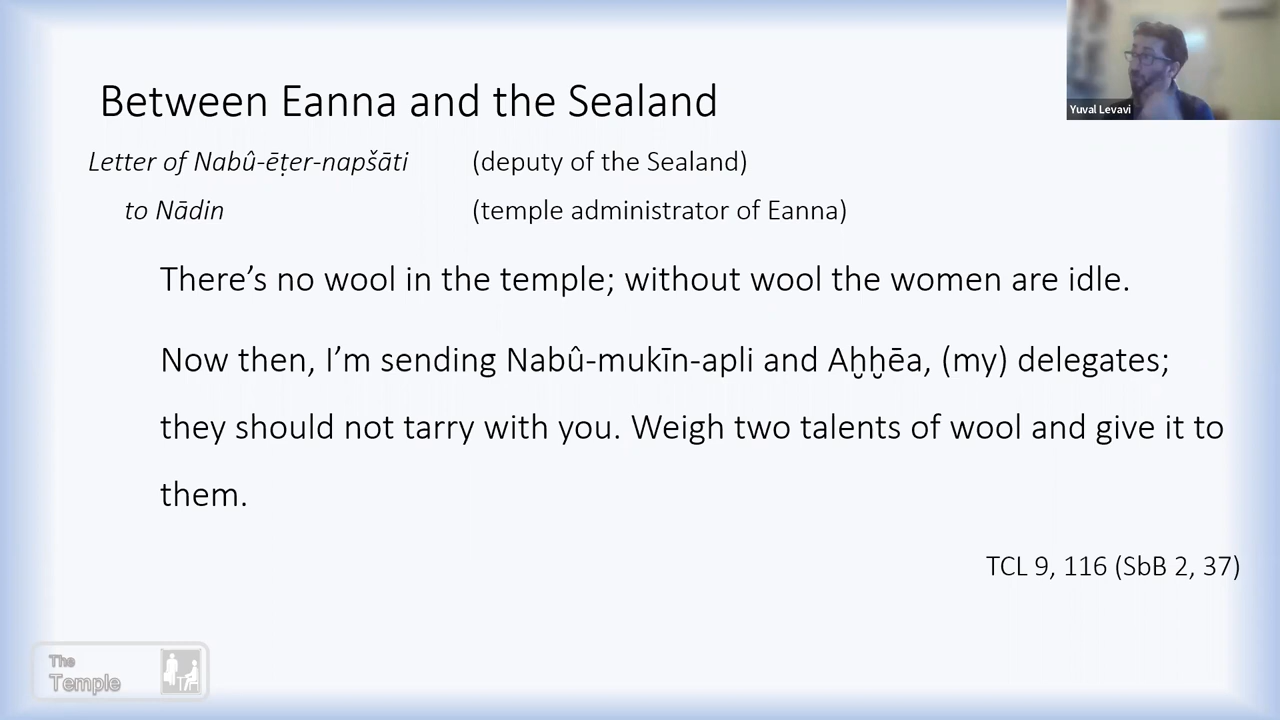 Between Eanna and the Sealand
Yuval Levavi
Letter of Nabû-ēṭer-napšāti (deputy of the Sealand)
to Nādin (temple administrator of Eanna)
There’s no wool in the temple; without wool the women are idle.
Now then, I’m sending Nabû-mukīn-apli and Aḫḫēa, (my) delegates;
they should not tarry with you. Weigh two talents of wool and give it to
them.
TCL 9, 116 (SbB 2, 37)
The
Temple